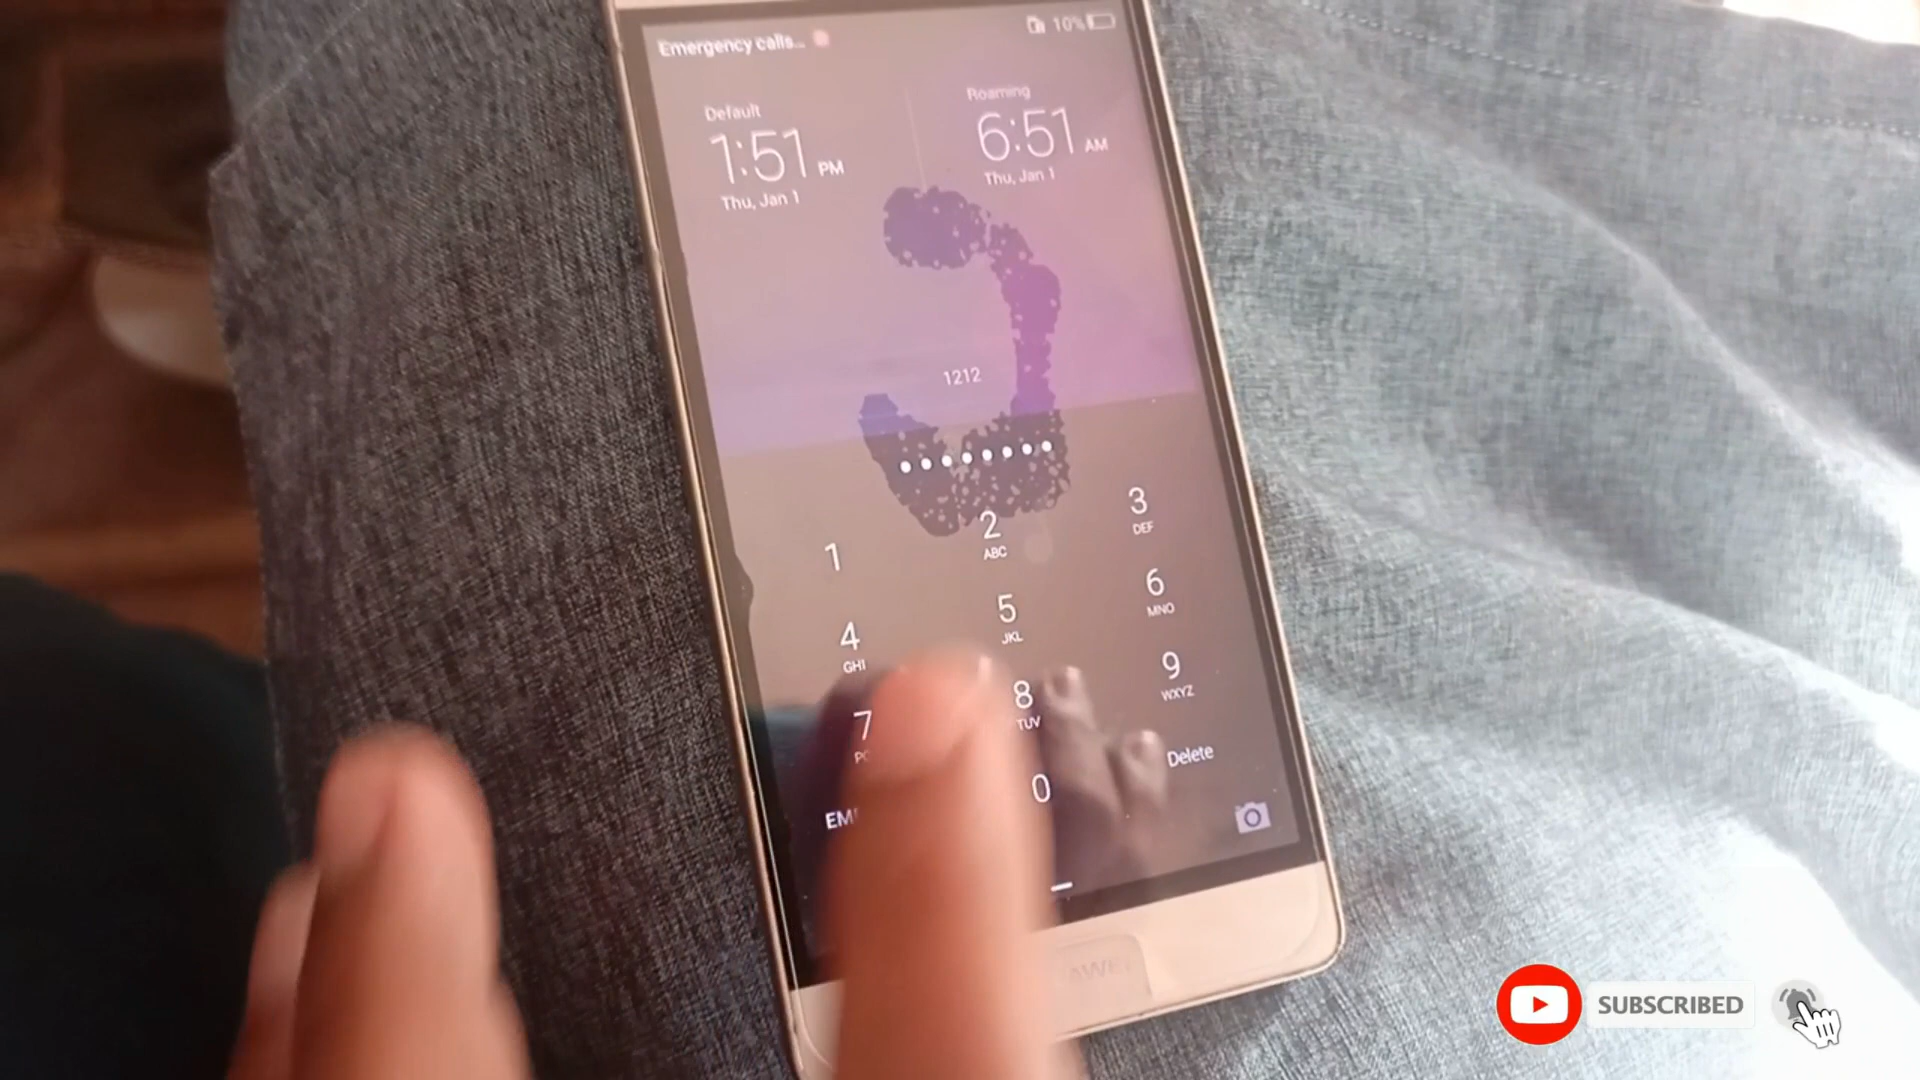 Emergency calls...
10%
Default
1:51 PM
Thu, Jan 1
Roaming
6:51 AM
Thu, Jan 1
1212
1
2
ABC
3
DEF
4
GHI
5
JKL
6
MNO
7
8
TUV
9
WXYZ
0
Delete
SUBSCRIBED